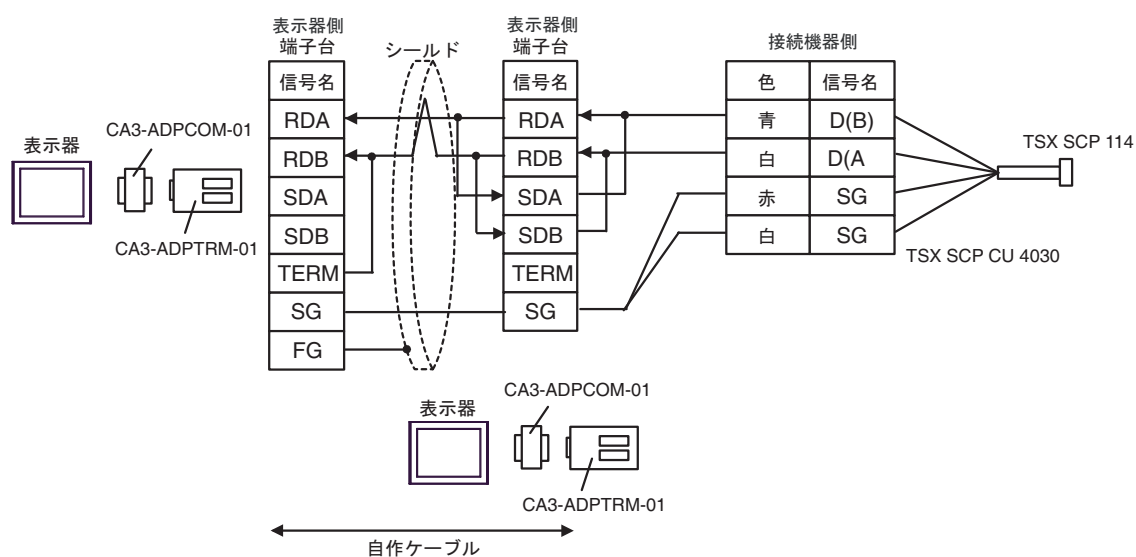 表示器
CA3-ADPCOM-01
CA3-ADPTRM-01
表示器側
端子台
信号名
RDA
RDB
SDA
SDB
TERM
SG
FG
シールド
表示器側
端子台
信号名
RDA
RDB
SDA
SDB
TERM
SG
接続機器側
色 信号名
青 D(B)
白 D(A
赤 SG
白 SG
TSX SCP 114
TSX SCP CU 4030
表示器
CA3-ADPCOM-01
CA3-ADPTRM-01
自作ケーブル